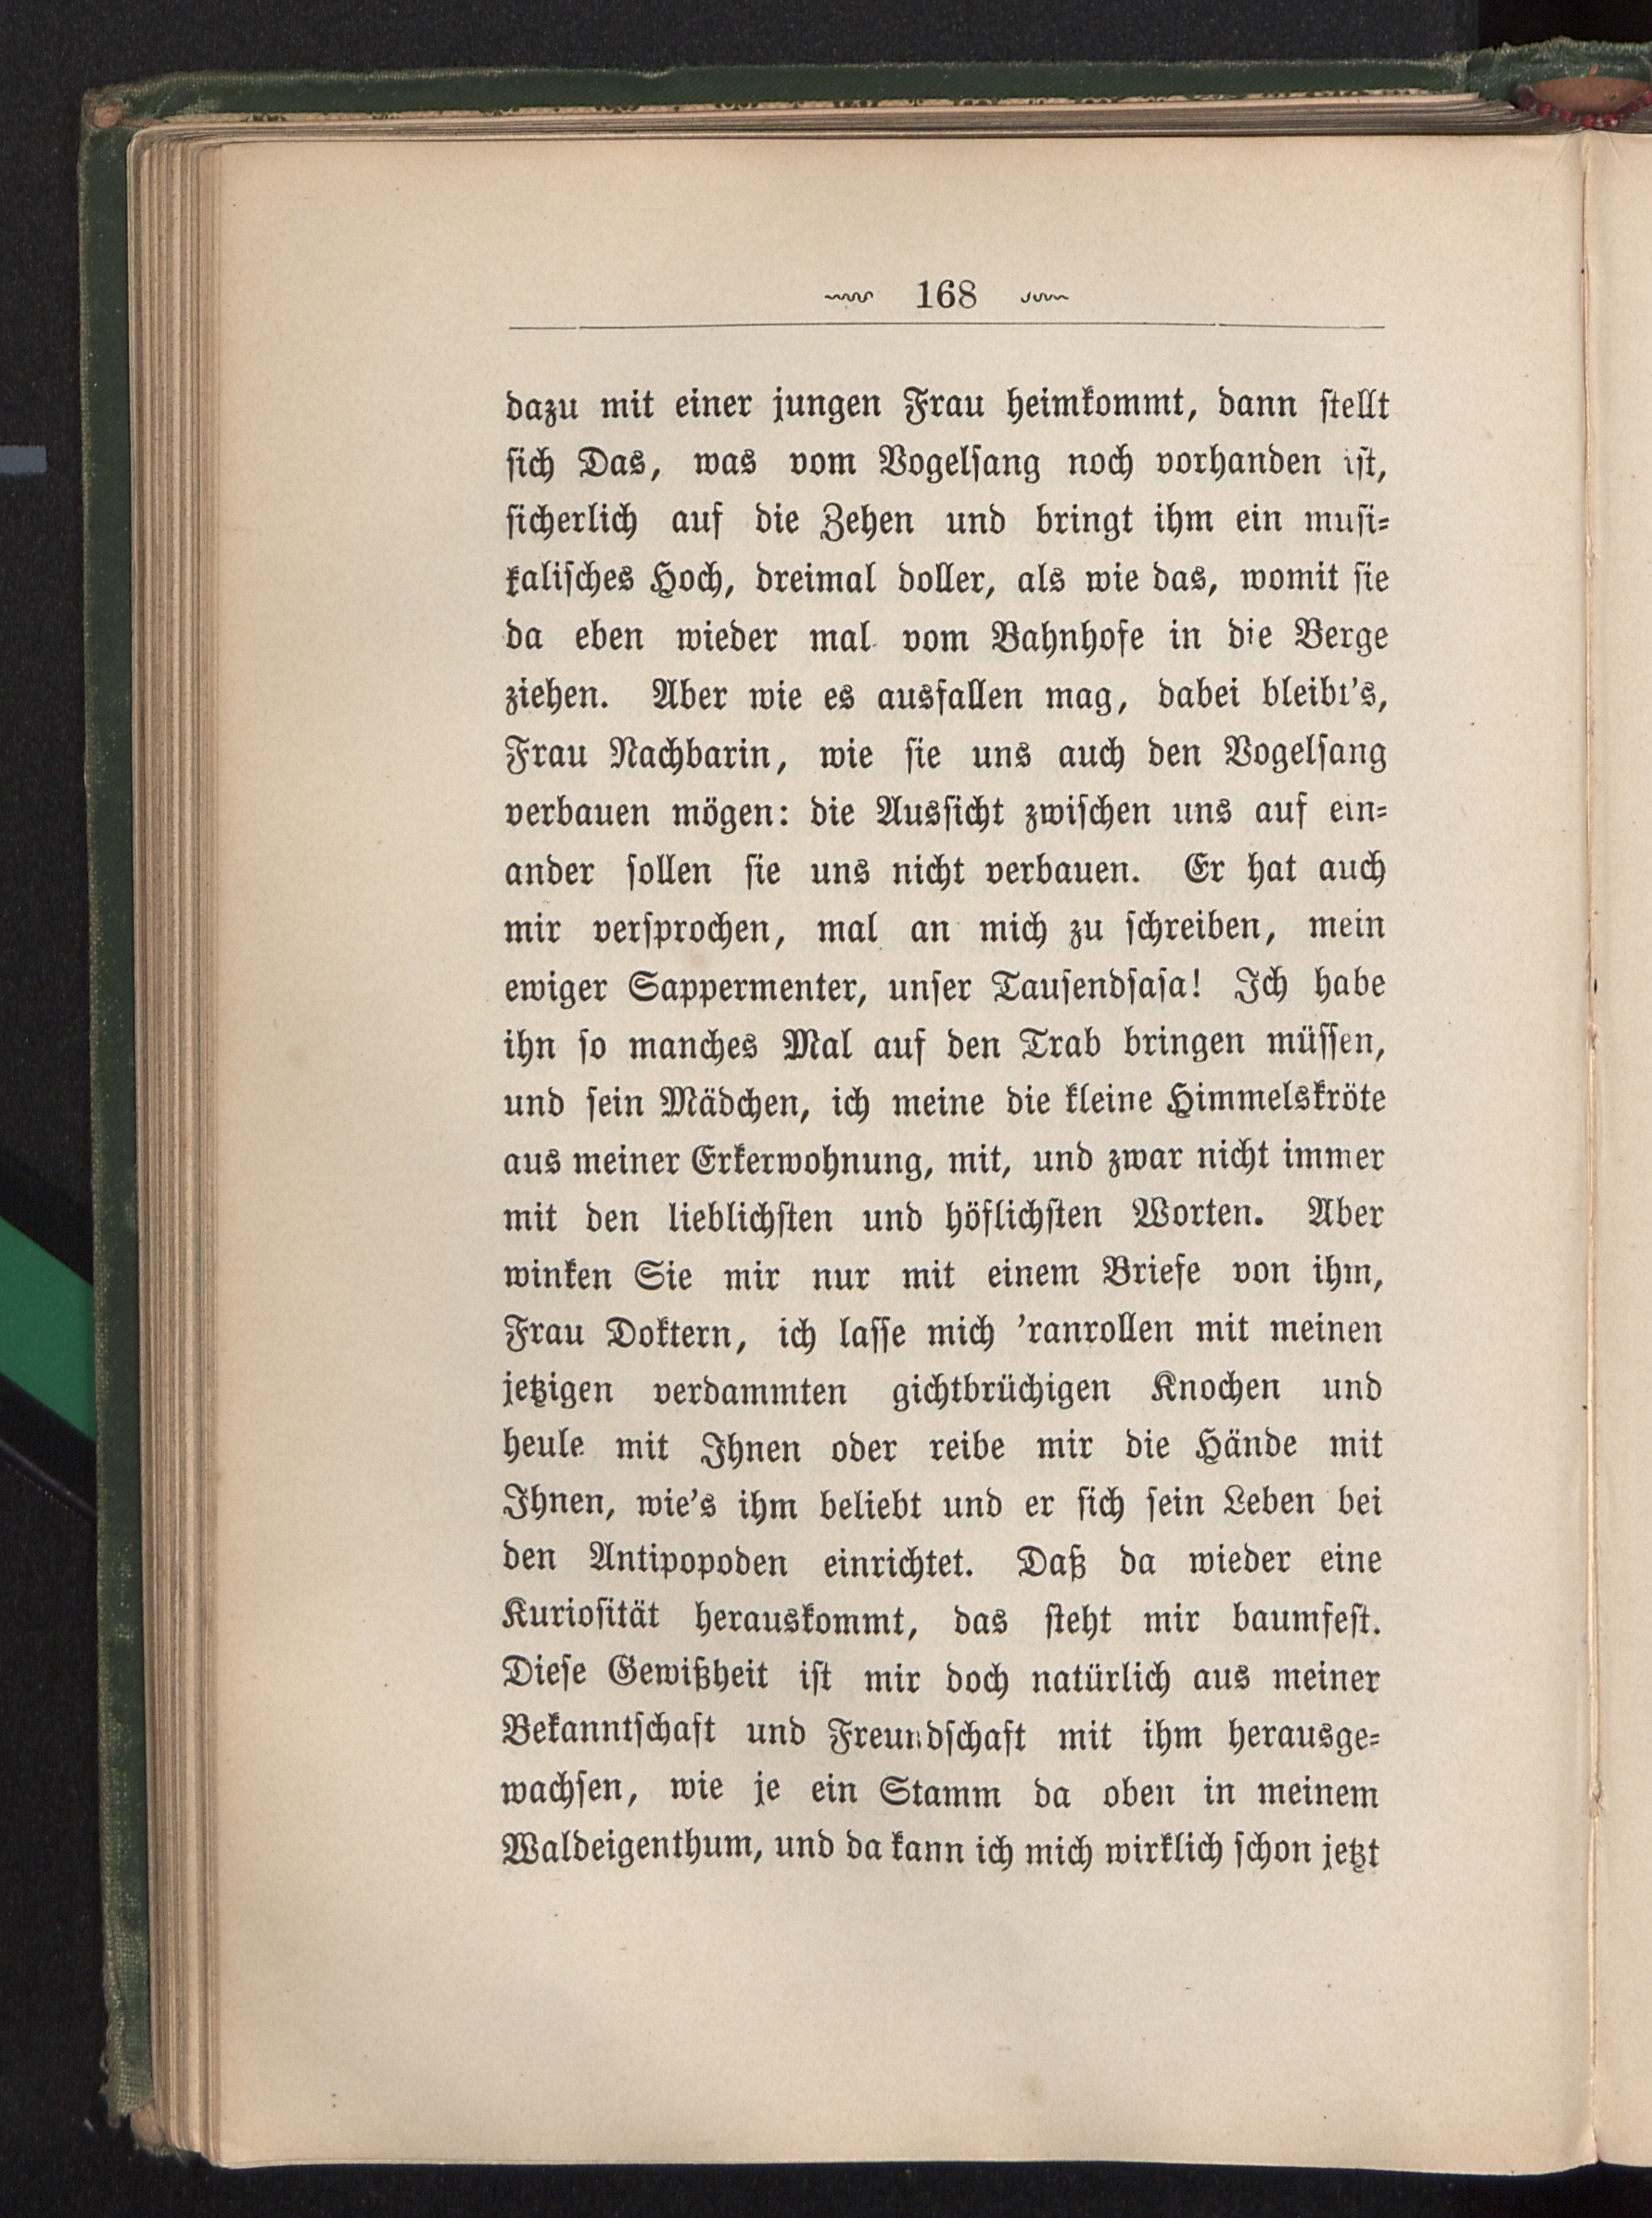 168
dazu mit einer jungen Frau heimkommt, dann ſtellt
ſich Das, was vom Vogelſang noch vorhanden iſt,
ſicherlich auf die Zehen und bringt ihm ein muſi⸗
kaliſches Hoch, dreimal doller, als wie das, womit ſie
da eben wieder mal vom Bahnhofe in die Berge
ziehen. Aber wie es ausfallen mag, dabei bleibt's,
Frau Nachbarin, wie ſie uns auch den Vogelſang
verbauen mögen: die Ausſicht zwiſchen uns auf ein⸗
ander ſollen ſie uns nicht verbauen. Er hat auch
mir verſprochen, mal an mich zu ſchreiben, mein
ewiger Sappermenter, unſer Tauſendſaſa! Ich habe
ihn ſo manches Mal auf den Trab bringen müſſen,
und ſein Mädchen, ich meine die kleine Himmelskröte
aus meiner Erkerwohnung, mit, und zwar nicht immer
mit den lieblichſten und höflichſten Worten. Aber
winken Sie mir nur mit einem Briefe von ihm,
Frau Doktern, ich laſſe mich 'ranrollen mit meinen
jetzigen verdammten gichtbrüchigen Knochen und
heule mit Ihnen oder reibe mir die Hände mit
Ihnen, wie's ihm beliebt und er ſich ſein Leben bei
den Antipopoden einrichtet. Daß da wieder eine
Kurioſität herauskommt, das ſteht mir baumfeſt.
Dieſe Gewißheit iſt mir doch natürlich aus meiner
Bekanntſchaft und Freundſchaft mit ihm herausge⸗
wachſen, wie je ein Stamm da oben in meinem
Waldeigenthum, und da kann ich mich wirklich ſchon jetzt